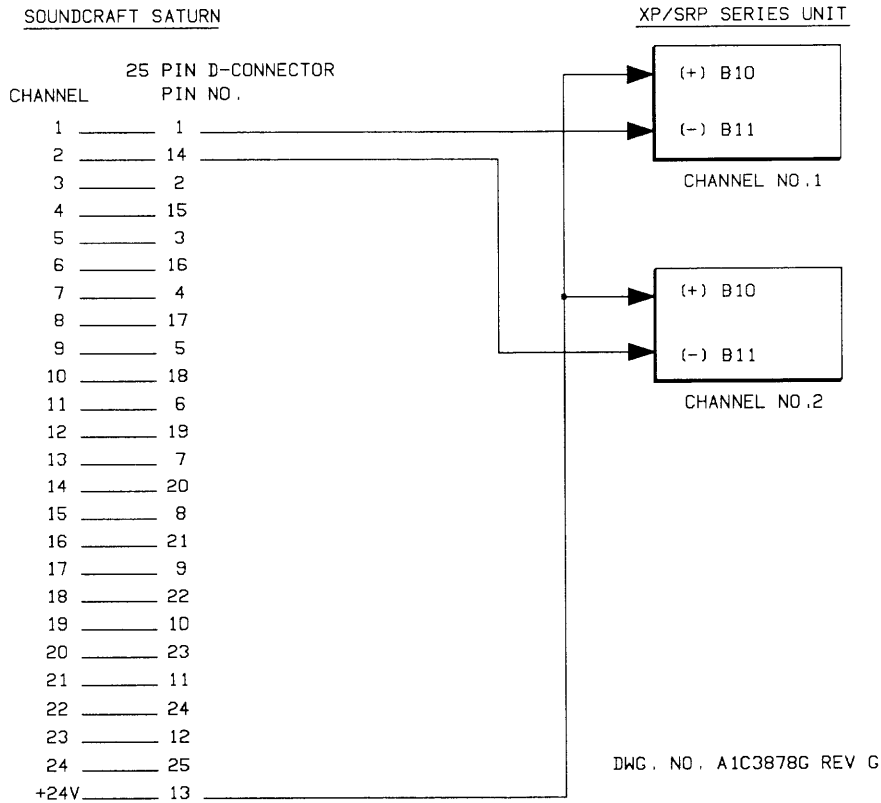 SOUNDCRAFT SATURN
XP/SRP SERIES UNIT
25 PIN D-CONNECTOR
CHANNEL PIN NO.
1 1
2 14
3 2
4 15
5 3
6 16
7 4
8 17
9 5
10 18
11 6
12 19
13 7
14 20
15 8
16 21
17 9
18 22
19 10
20 23
21 11
22 24
23 12
24 25
+24V 13
(+) B10
(-) B11
CHANNEL NO.1
(+) B10
(-) B11
CHANNEL NO.2
DWG. NO. A1C3878G REV G